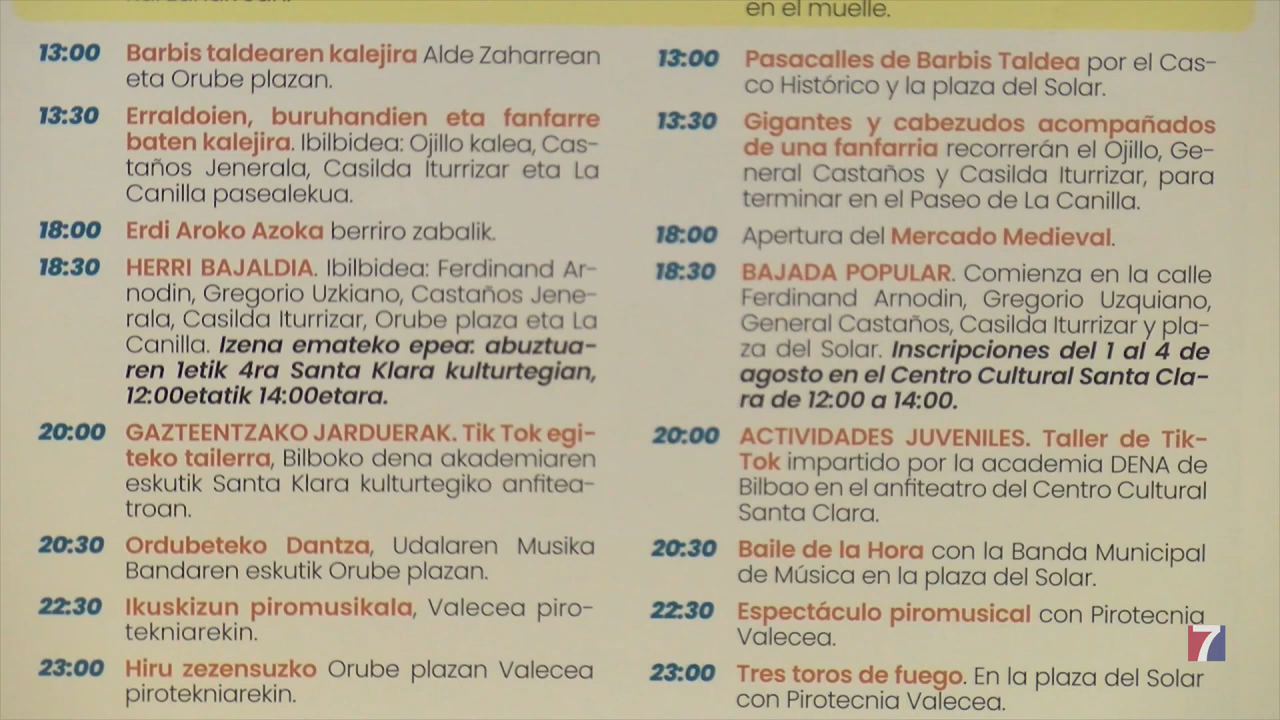 13:00 Barbis taldearen kalejira Alde Zaharrean
eta Orube plazan.
13:30 Erraldoien, buruhandien eta fanfarre
baten kalejira. Ibilbidea: Ojillo kalea, Cas-
taños Jenerala, Casilda Iturrizar eta La
Canilla pasealekua.
18:00 Erdi Aroko Azoka berriro zabalik.
18:30 HERRI BAJALDIA. Ibilbidea: Ferdinand Ar-
nodin, Gregorio Uzkiano, Castaños Jene-
rala, Casilda Iturrizar, Orube plaza eta La
Canilla. Izena emateko epea: abuztua-
ren 1etik 4ra Santa Klara kulturtegian,
12:00etatik 14:00etara.
20:00 GAZTEENTZAKO JARDUERAK. Tik Tok egi-
teko tailerra, Bilboko dena akademiaren
eskutik Santa Klara kulturtegiko anfitea-
troan.
20:30 Ordubeteko Dantza, Udalaren Musika
Bandaren eskutik Orube plazan.
22:30 Ikuskizun piromusikala, Valecea piro-
tekniarekin.
23:00 Hiru zezensuzko Orube plazan Valecea
pirotekniarekin.
en el muelle.
13:00 Pasacalles de Barbis Taldea por el Cas-
co Histórico y la plaza del Solar.
13:30 Gigantes y cabezudos acompañados
de una fanfarria recorrerán el Ojillo, Ge-
neral Castaños y Casilda Iturrizar, para
terminar en el Paseo de La Canilla.
18:00 Apertura del Mercado Medieval.
18:30 BAJADA POPULAR. Comienza en la calle
Ferdinand Arnodin, Gregorio Uzquiano,
General Castaños, Casilda Iturrizar y pla-
za del Solar. Inscripciones del 1 al 4 de
agosto en el Centro Cultural Santa Cla-
ra de 12:00 a 14:00.
20:00 ACTIVIDADES JUVENILES. Taller de Tik-
Tok impartido por la academia DENA de
Bilbao en el anfiteatro del Centro Cultural
Santa Clara.
20:30 Baile de la Hora con la Banda Municipal
de Música en la plaza del Solar.
22:30 Espectáculo piromusical con Pirotecnia
Valecea.
23:00 Tres toros de fuego. En la plaza del Solar
con Pirotecnia Valecea.
7